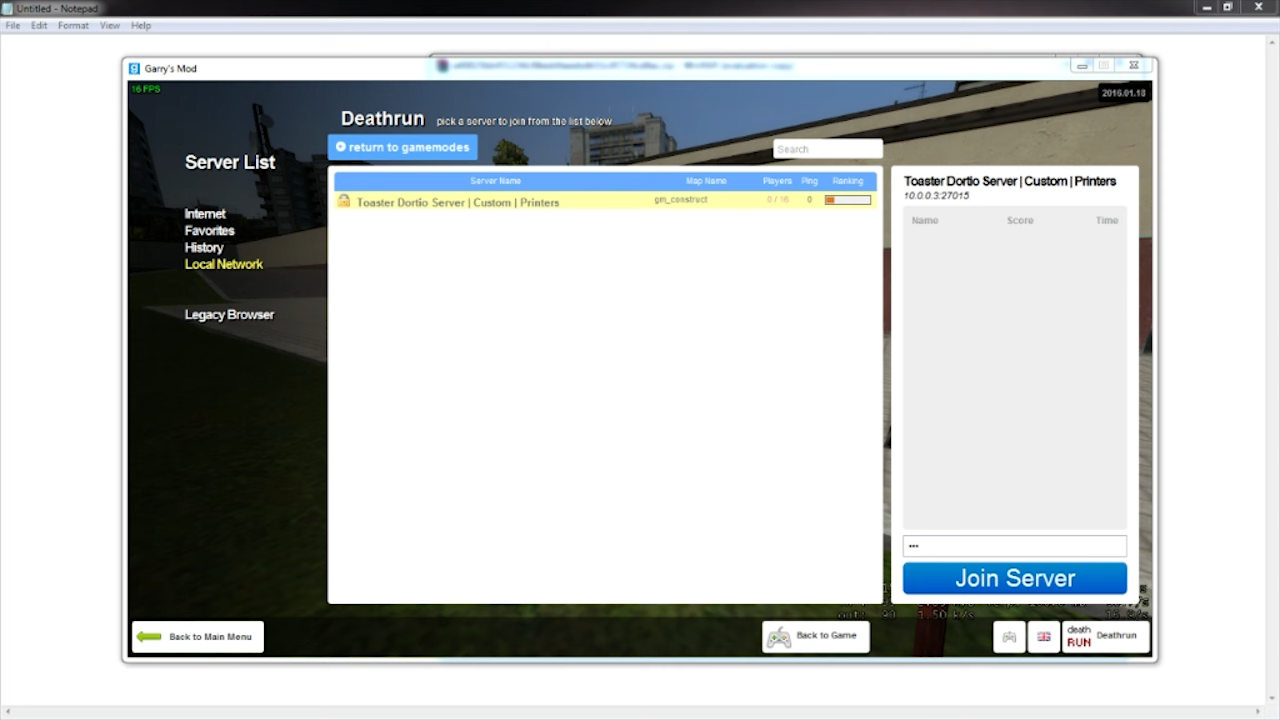 Untitled - Notepad
File Edit Format View Help
Garry's Mod
16 FPS
2016.01.18
Deathrun pick a server to join from the list below
return to gamemodes
Search
Server List
Internet
Favorites
History
Local Network
Legacy Browser
Server Name Map Name Players Ping Ranking
Toaster Dortio Server | Custom | Printers gm_construct 0 / 16 0
Toaster Dortio Server | Custom | Printers
10.0.0.3:27015
Name Score Time
•••
Join Server
Back to Main Menu
Back to Game
death
RUN
Deathrun